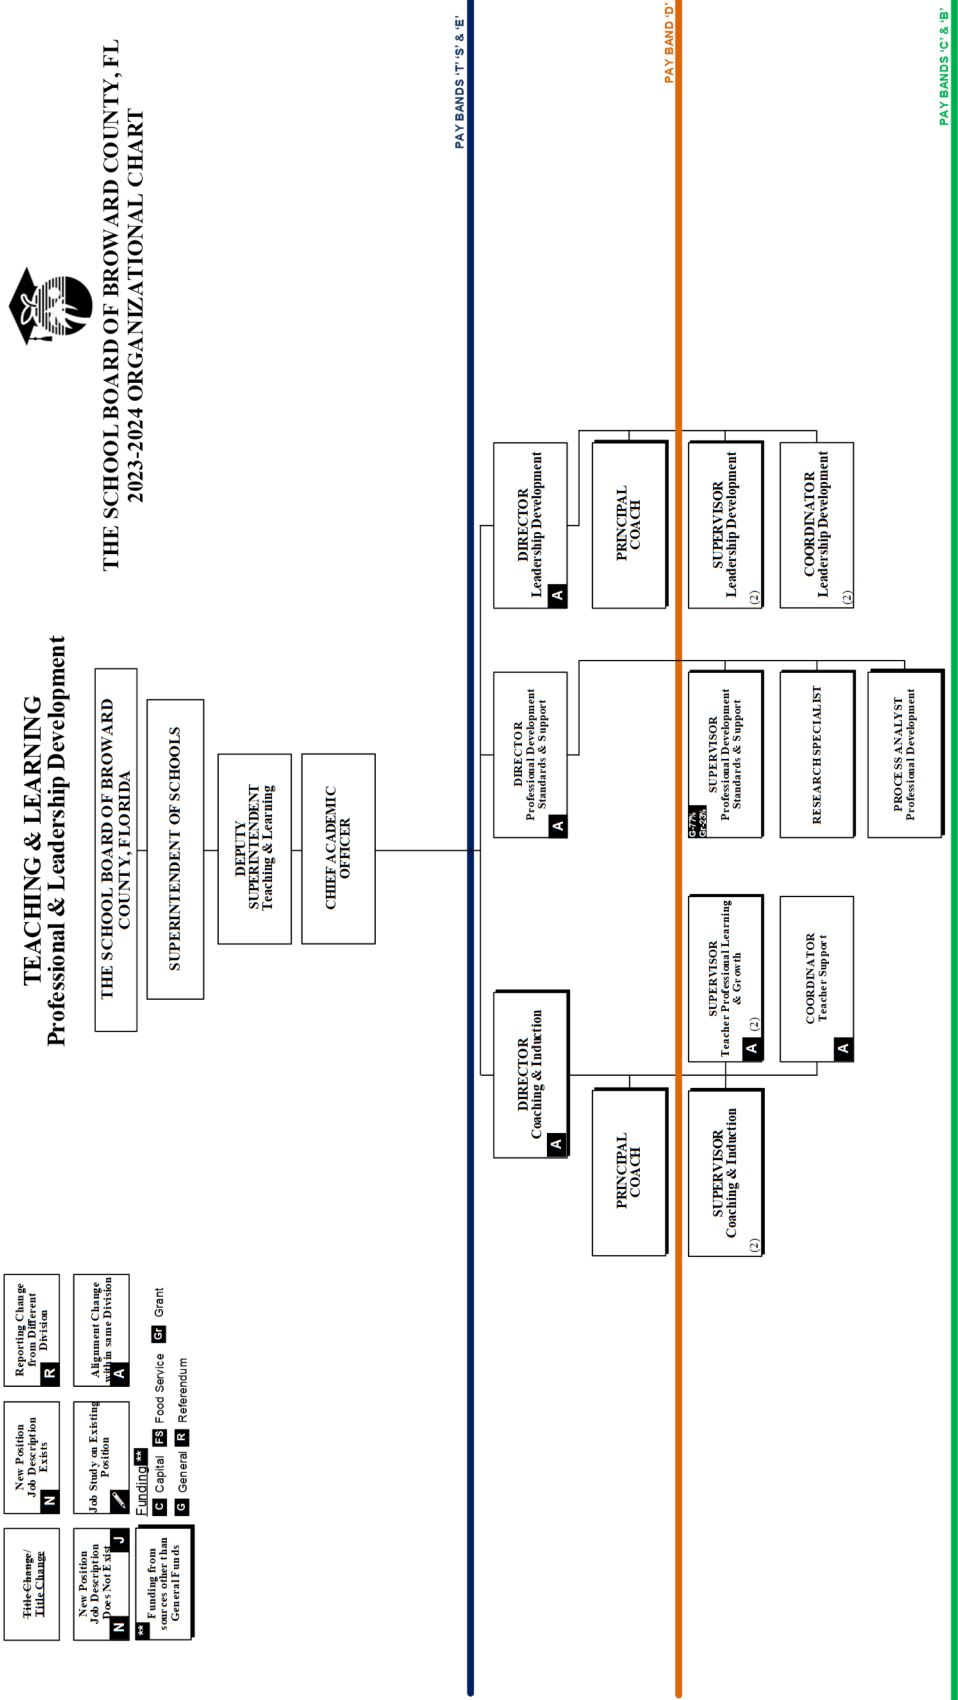 TEACHING & LEARNING
Professional & Leadership Development
THE SCHOOL BOARD OF BROWARD COUNTY, FL
2023-2024 ORGANIZATIONAL CHART
Title Change/
Title Change
New Position
Job Description
Exists
N
Reporting Change
from Different
Division
R
New Position
Job Description
Does Not Exist
N
J
Job Study on Existing
Position
Alignment Change
within same Division
A
**
Funding from
sources other than
General Funds
Funding **
C Capital FS Food Service Gr Grant
G General R Referendum
THE SCHOOL BOARD OF BROWARD
COUNTY, FLORIDA
SUPERINTENDENT OF SCHOOLS
DEPUTY
SUPERINTENDENT
Teaching & Learning
CHIEF ACADEMIC
OFFICER
PAY BANDS ‘T’ ‘S’ & ‘E’
DIRECTOR
Coaching & Induction
A
DIRECTOR
Professional Development
Standards & Support
A
DIRECTOR
Leadership Development
A
PRINCIPAL
COACH
PRINCIPAL
COACH
PAY BAND ‘D’
SUPERVISOR
Coaching & Induction
(2)
SUPERVISOR
Teacher Professional Learning
& Growth
A (2)
G-77%
Gr-23%
SUPERVISOR
Professional Development
Standards & Support
SUPERVISOR
Leadership Development
(2)
COORDINATOR
Teacher Support
A
RESEARCH SPECIALIST
COORDINATOR
Leadership Development
(2)
PROCESS ANALYST
Professional Development
PAY BANDS ‘C’ & ‘B’